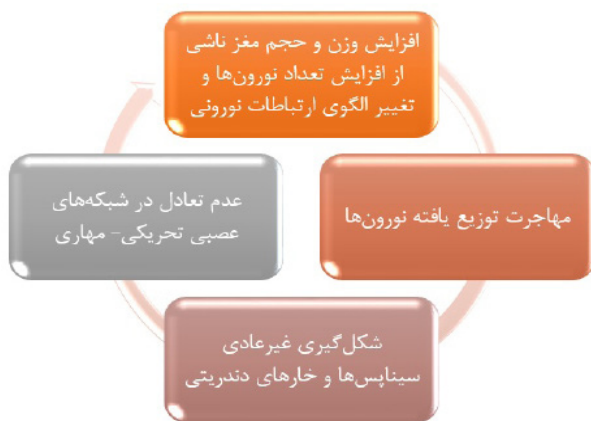 افزایش وزن و حجم مغز ناشی
از افزایش تعداد نورون‌ها و
تغییر الگوی ارتباطات نورونی
مهاجرت توزیع یافته نورون‌ها
شکل‌گیری غیرعادی
سیناپس‌ها و خارهای دندریتی
عدم تعادل در شبکه‌های
عصبی تحریکی- مهاری